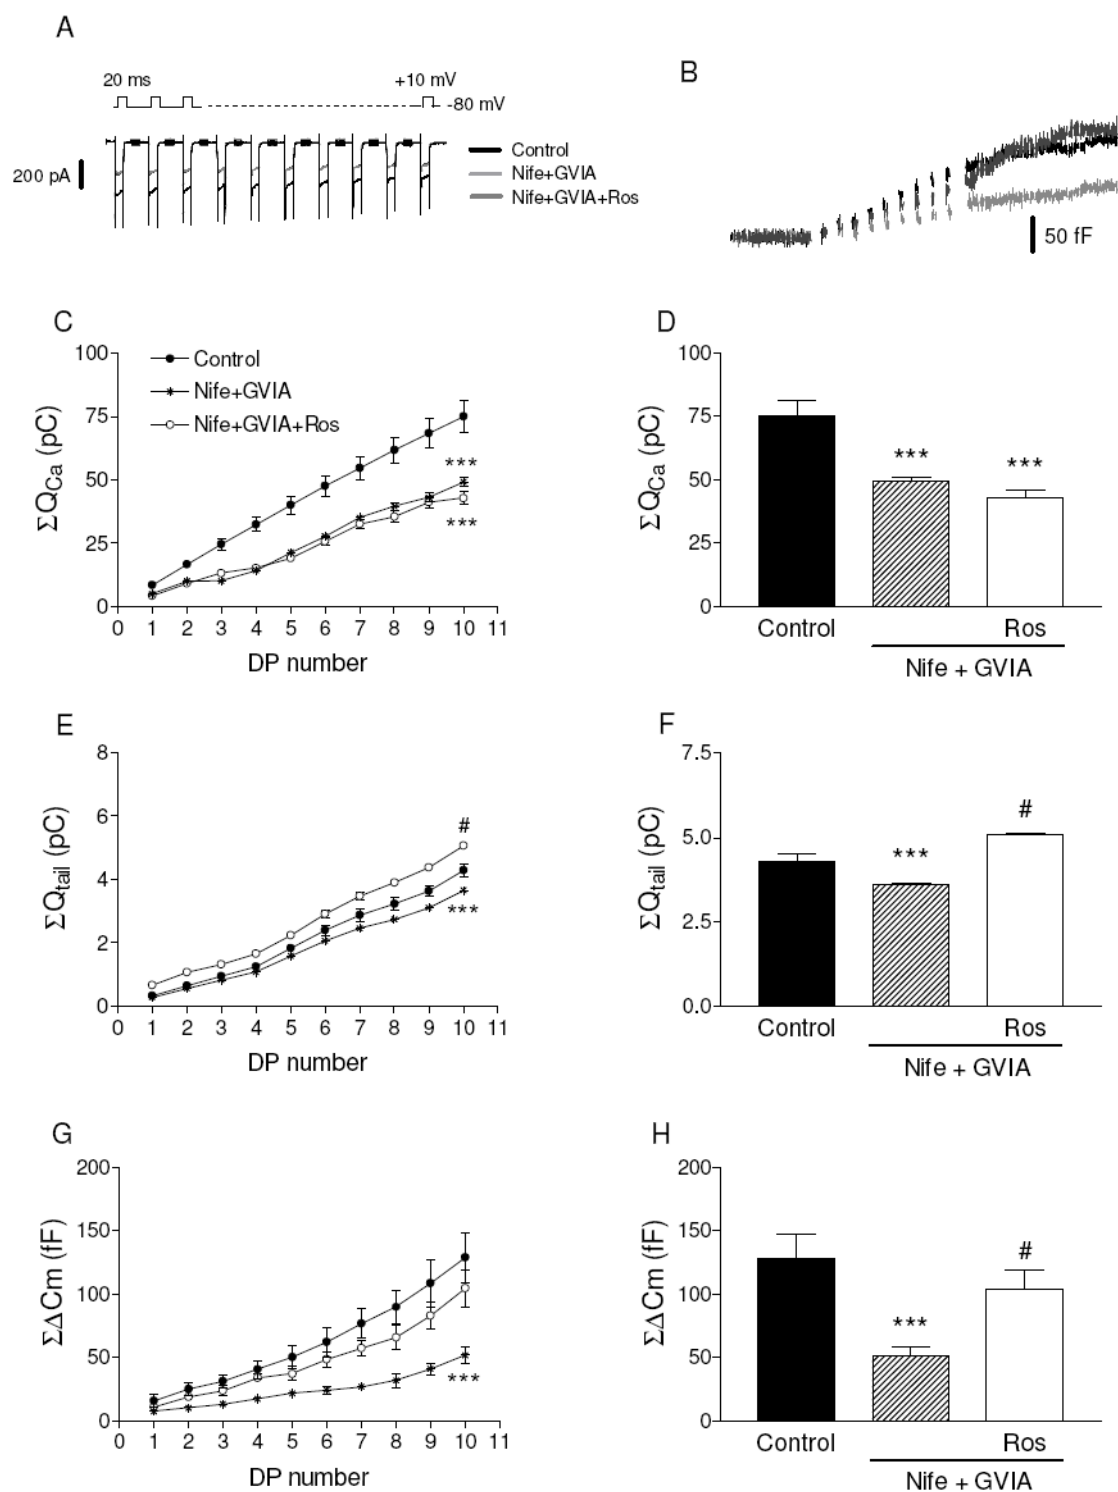 A
20 ms
+10 mV
-80 mV
200 pA
Control
Nife+GVIA
Nife+GVIA+Ros
B
50 fF
C
100
75
50
25
0
ΣQCa (pC)
Control
Nife+GVIA
Nife+GVIA+Ros
***
***
0 1 2 3 4 5 6 7 8 9 10 11
DP number
D
100
75
50
25
0
ΣQCa (pC)
***
***
Control
Ros
Nife + GVIA
E
8
6
4
2
0
ΣQtail (pC)
#
***
0 1 2 3 4 5 6 7 8 9 10 11
DP number
F
7.5
5.0
2.5
0.0
ΣQtail (pC)
***
#
Control
Ros
Nife + GVIA
G
200
150
100
50
0
ΣΔCm (fF)
***
0 1 2 3 4 5 6 7 8 9 10 11
DP number
H
200
150
100
50
0
ΣΔCm (fF)
***
#
Control
Ros
Nife + GVIA